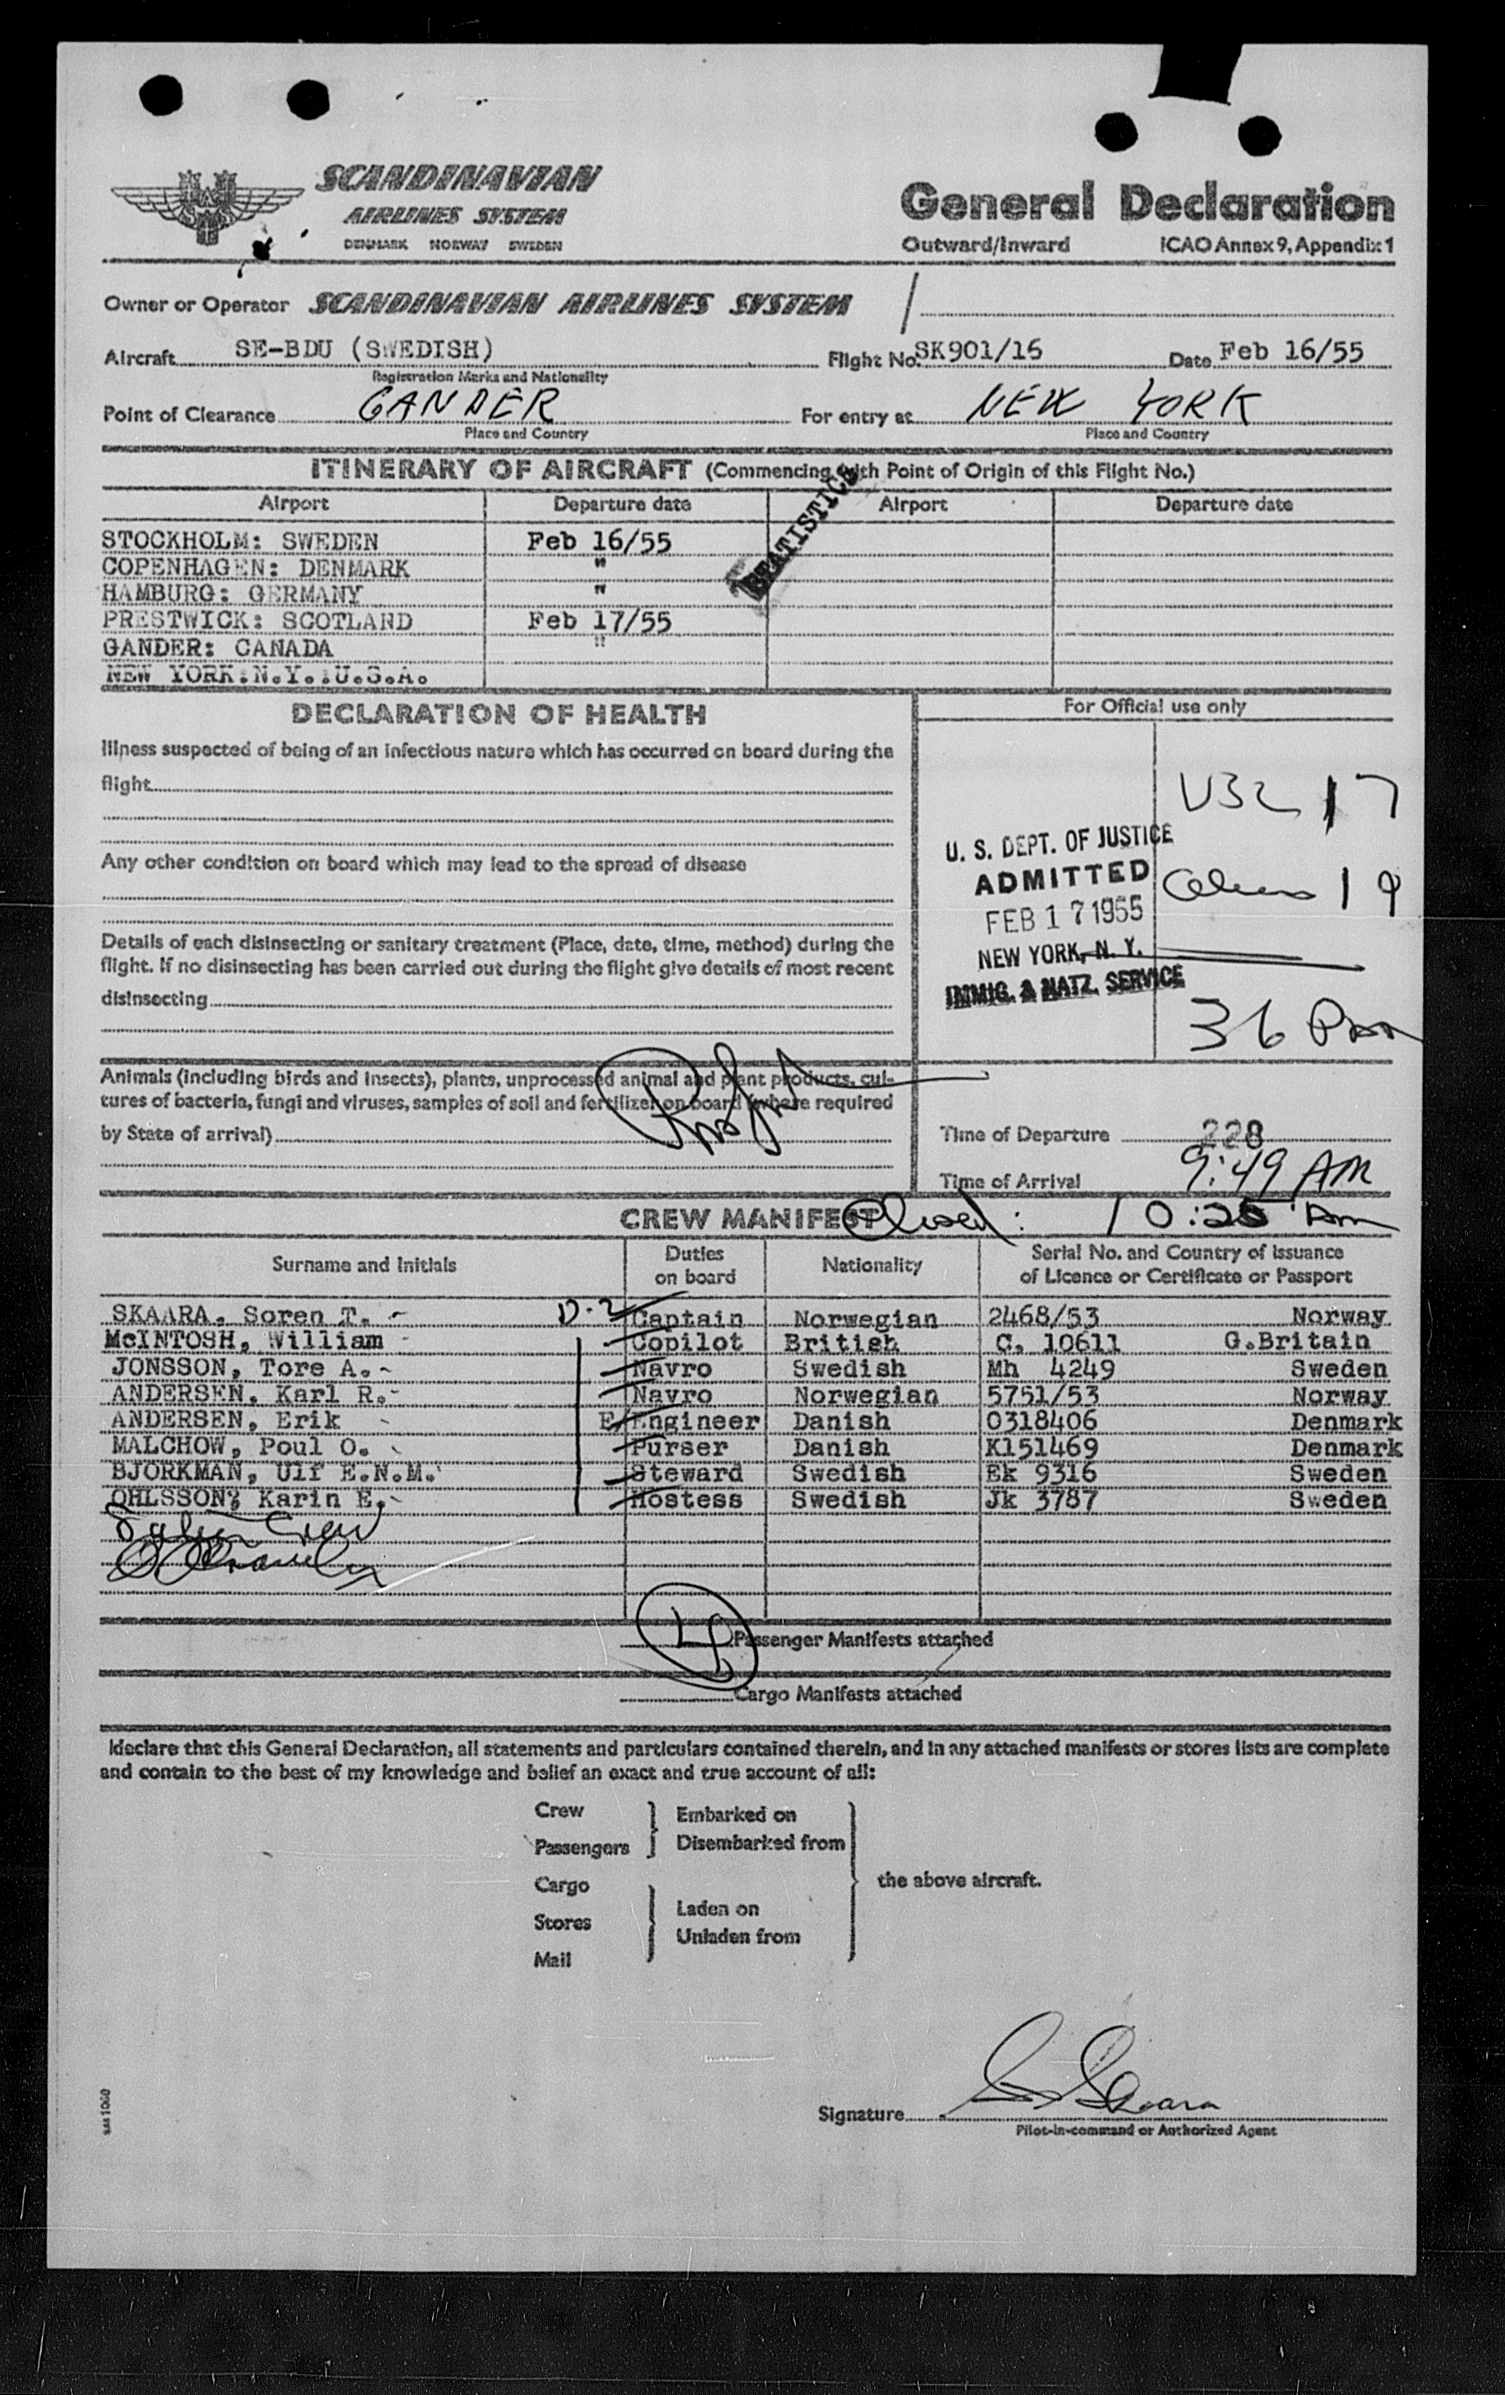 SCANDINAVIAN
AIRLINES SYSTEM
DENMARK NORWAY SWEDEN
General Declaration
Outward/Inward ICAO Annex 9, Appendix 1
Owner or Operator SCANDINAVIAN AIRLINES SYSTEM
Aircraft SE-BDU (SWEDISH) Flight No. SK901/16 Date Feb 16/55
Registration Marks and Nationality
Point of Clearance GANDER For entry at NEW YORK
Place and Country Place and Country
ITINERARY OF AIRCRAFT (Commencing with Point of Origin of this Flight No.)
Airport Departure date Airport Departure date
STATISTICS
STOCKHOLM: SWEDEN Feb 16/55
COPENHAGEN: DENMARK "
HAMBURG: GERMANY "
PRESTWICK: SCOTLAND Feb 17/55
GANDER: CANADA "
NEW YORK:N.Y.:U.S.A.
DECLARATION OF HEALTH
Illness suspected of being of an infectious nature which has occurred on board during the
flight
Any other condition on board which may lead to the spread of disease
Details of each disinsecting or sanitary treatment (Place, date, time, method) during the
flight. If no disinsecting has been carried out during the flight give details of most recent
disinsecting
Animals (including birds and insects), plants, unprocessed animal and plant products, cul-
tures of bacteria, fungi and viruses, samples of soil and fertilizer on board (where required
by State of arrival)
For Official use only
USC 17
U. S. DEPT. OF JUSTICE
ADMITTED
Aliens 19
FEB 17 1955
NEW YORK, N. Y.
IMMIG. & NATZ. SERVICE
36 Pass
Time of Departure 228
Time of Arrival 9:49 AM
CREW MANIFEST Closed: 10:25 Am
Surname and Initials Duties on board Nationality Serial No. and Country of Issuance of Licence or Certificate or Passport
SKAARA, Soren T. D-2 Captain Norwegian 2468/53 Norway
McINTOSH, William Copilot British C. 10611 G.Britain
JONSSON, Tore A. Navro Swedish Mh 4249 Sweden
ANDERSEN, Karl R. Navro Norwegian 5751/53 Norway
ANDERSEN, Erik E/Engineer Danish 0318406 Denmark
MALCHOW, Poul O. Purser Danish K151469 Denmark
BJORKMAN, Ulf E.N.M. Steward Swedish Ek 9316 Sweden
OHLSSON, Karin E. Hostess Swedish Jk 3787 Sweden
Crew
Passenger Manifests attached
Cargo Manifests attached
I declare that this General Declaration, all statements and particulars contained therein, and in any attached manifests or stores lists are complete
and contain to the best of my knowledge and belief an exact and true account of all:
Crew
Passengers
Embarked on
Disembarked from
Cargo
Stores
Mail
Laden on
Unladen from
the above aircraft.
Signature S Skaara
Pilot-in-command or Authorized Agent